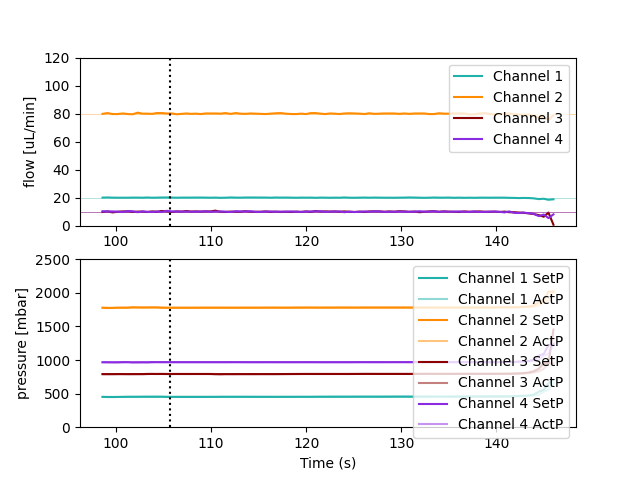 120
100
80
60
40
20
0
flow [uL/min]
Channel 1
Channel 2
Channel 3
Channel 4
100
110
120
130
140
2500
2000
1500
1000
500
0
pressure [mbar]
Channel 1 SetP
Channel 1 ActP
Channel 2 SetP
Channel 2 ActP
Channel 3 SetP
Channel 3 ActP
Channel 4 SetP
Channel 4 ActP
100
110
120
130
140
Time (s)